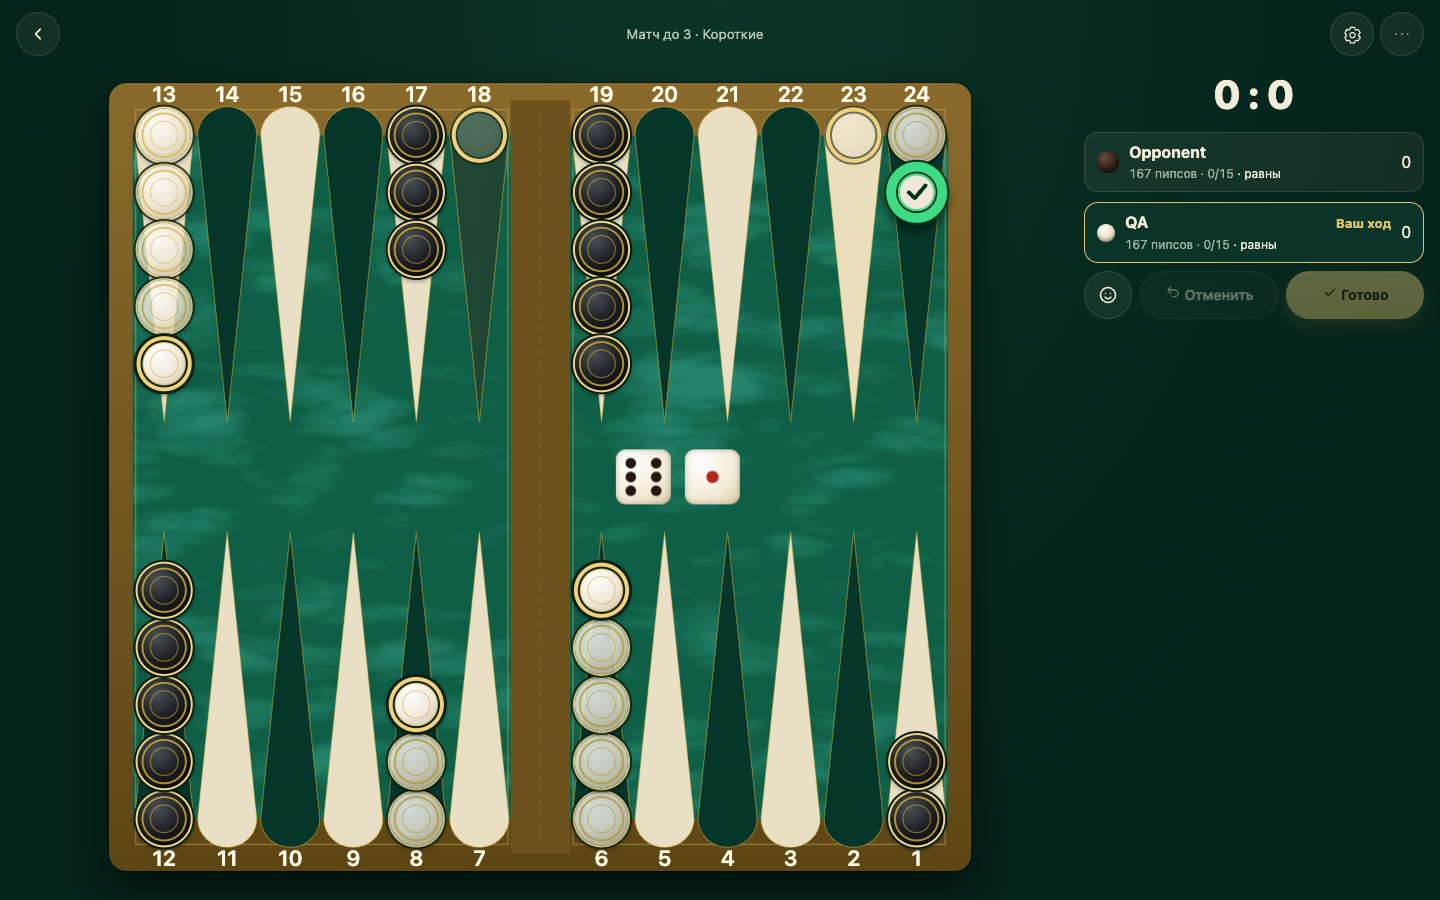 Матч до 3 · Короткие
···
13 14 15 16 17 18 19 20 21 22 23 24
0 : 0
Opponent
167 пипсов · 0/15 · равны
0
QA
Ваш ход
167 пипсов · 0/15 · равны
0
Отменить
Готово
12 11 10 9 8 7 6 5 4 3 2 1